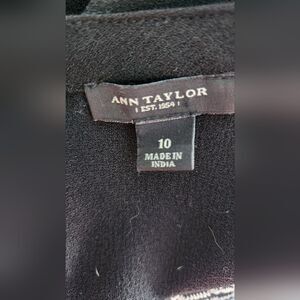 ANN TAYLOR
EST. 1954
10
MADE IN
INDIA